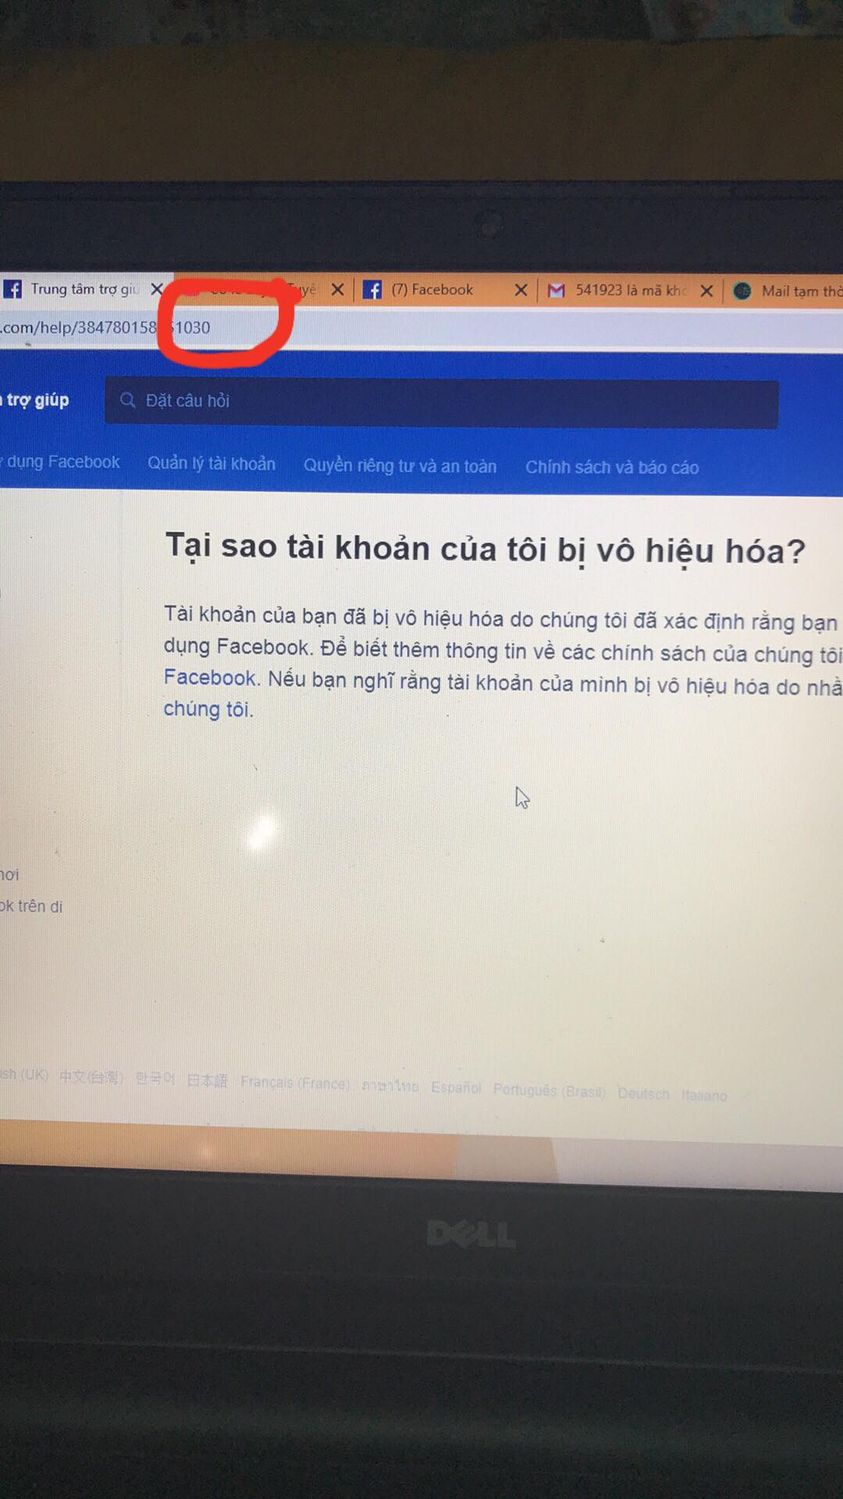 Trung tâm trợ giú
(7) Facebook
541923 là mã kh
Mail tạm thờ
.com/help/384780158 1030
trợ giúp
Đặt câu hỏi
dụng Facebook Quản lý tài khoản Quyền riêng tư và an toàn Chính sách và báo cáo
Tại sao tài khoản của tôi bị vô hiệu hóa?
Tài khoản của bạn đã bị vô hiệu hóa do chúng tôi đã xác định rằng bạn
dụng Facebook. Để biết thêm thông tin về các chính sách của chúng tôi
Facebook. Nếu bạn nghĩ rằng tài khoản của mình bị vô hiệu hóa do nhầ
chúng tôi.
ơi
ok trên di
ish (UK) 中文(台灣) 한국어 日本語 Français (France) ภาษาไทย Español Português (Brasil) Deutsch Italiano
DELL